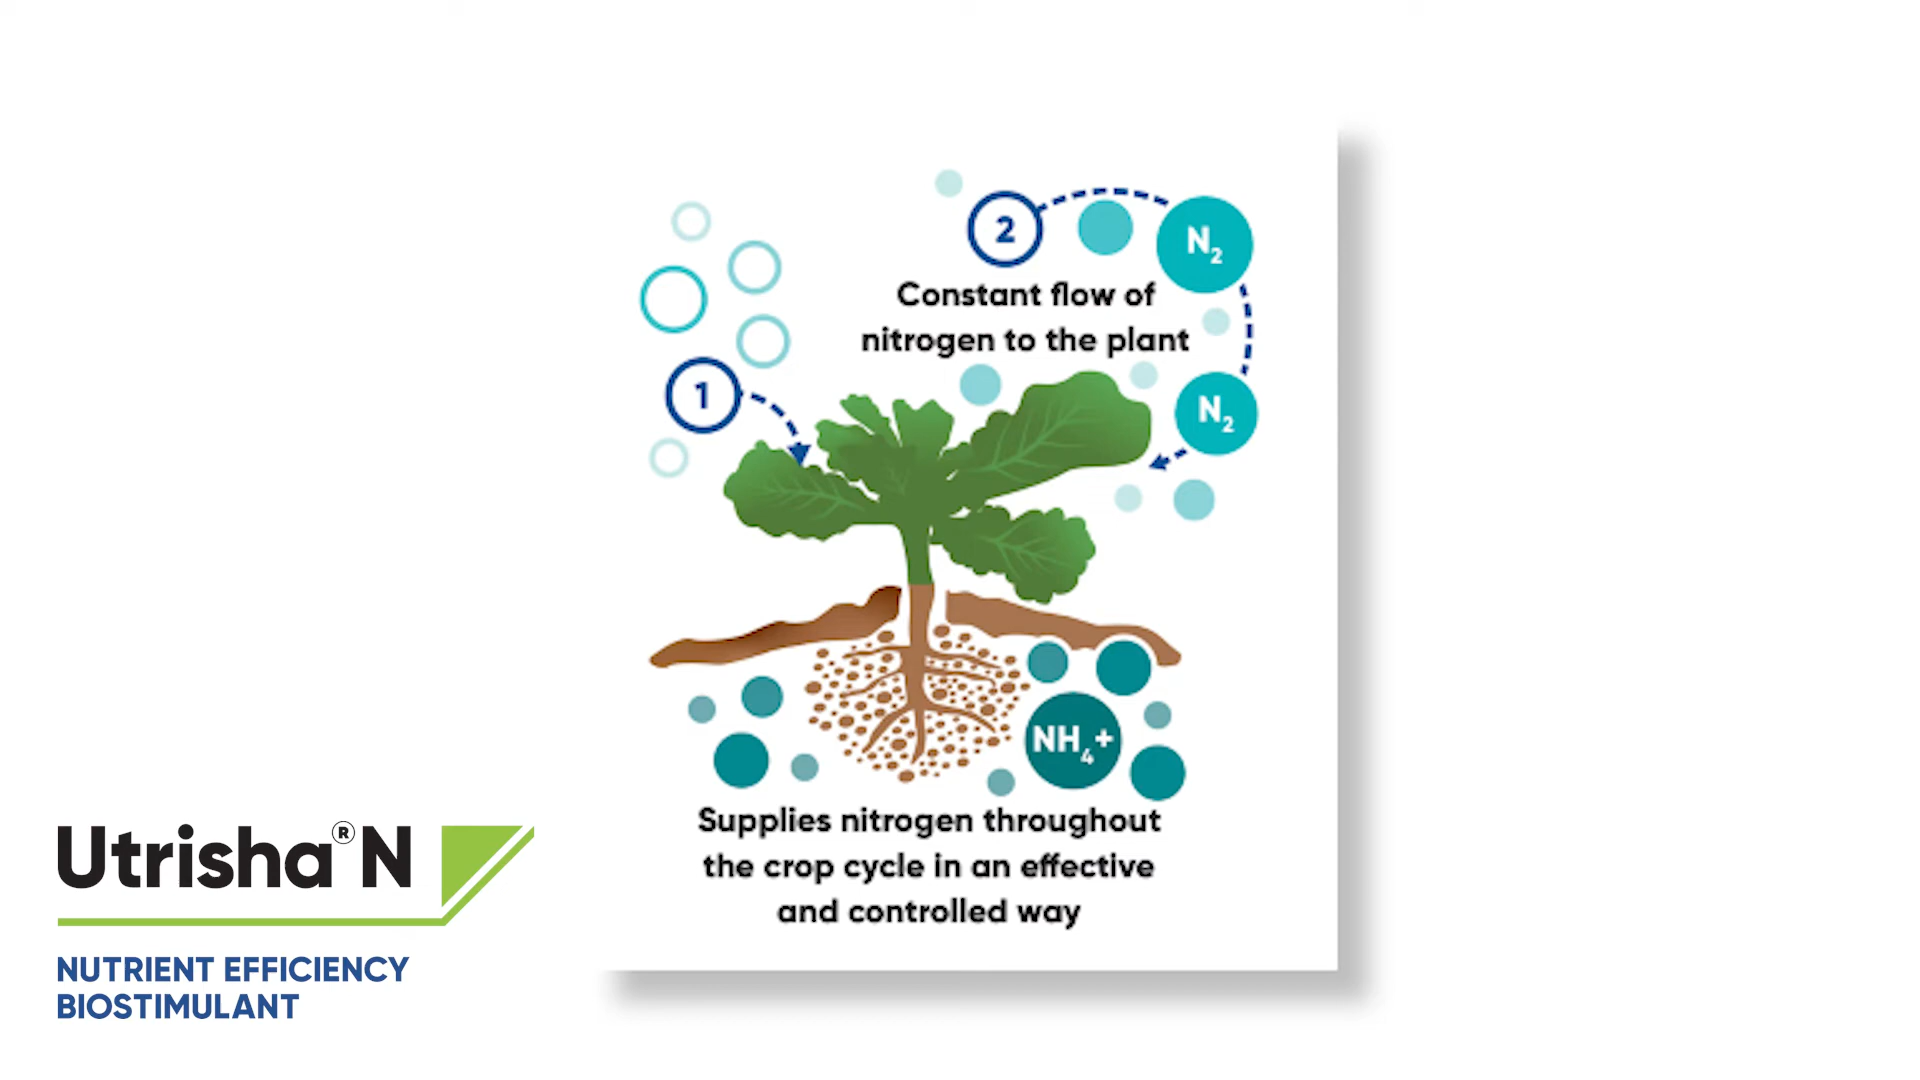 2
N2
Constant flow of
nitrogen to the plant
1
N2
NH4+
Supplies nitrogen throughout
the crop cycle in an effective
and controlled way
Utrisha® N
NUTRIENT EFFICIENCY
BIOSTIMULANT